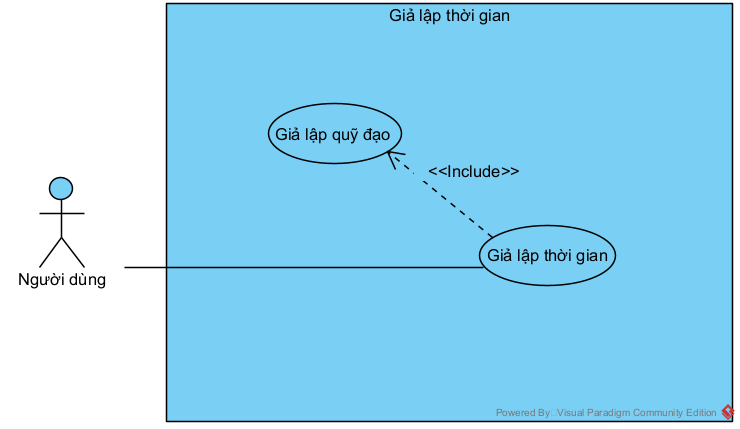 Giả lập thời gian
Giả lập quỹ đạo
<<Include>>
Giả lập thời gian
Người dùng
Powered By: Visual Paradigm Community Edition